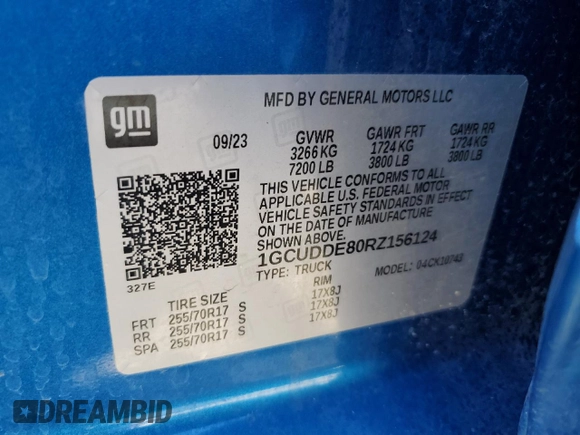 gm
MFD BY GENERAL MOTORS LLC
09/23 GVWR GAWR FRT GAWR RR
3266 KG 1724 KG 1724 KG
7200 LB 3800 LB 3800 LB
THIS VEHICLE CONFORMS TO ALL
APPLICABLE U.S. FEDERAL MOTOR
VEHICLE SAFETY STANDARDS IN EFFECT
ON THE DATE OF MANUFACTURE
SHOWN ABOVE.
1GCUDDE80RZ156124
TYPE: TRUCK MODEL: 04CK10743
327E
TIRE SIZE RIM
FRT 255/70R17 S 17X8J
RR 255/70R17 S 17X8J
SPA 255/70R17 S 17X8J
DREAMBID